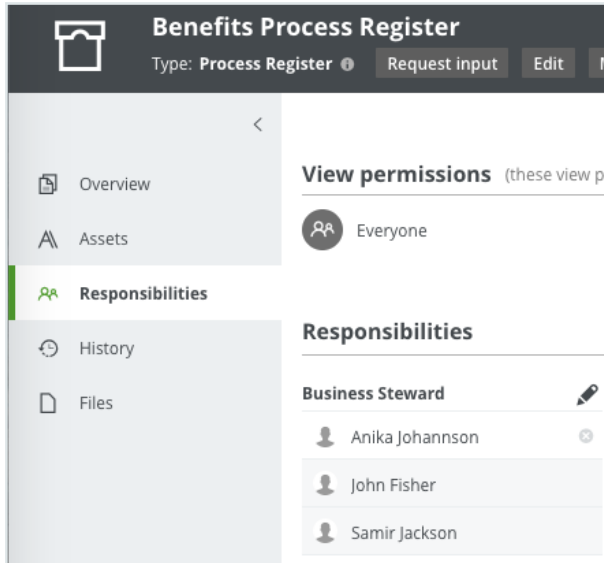 Benefits Process Register
Type: Process Register Request input Edit
Overview
Assets
Responsibilities
History
Files
View permissions (these view p
Everyone
Responsibilities
Business Steward
Anika Johannson
John Fisher
Samir Jackson